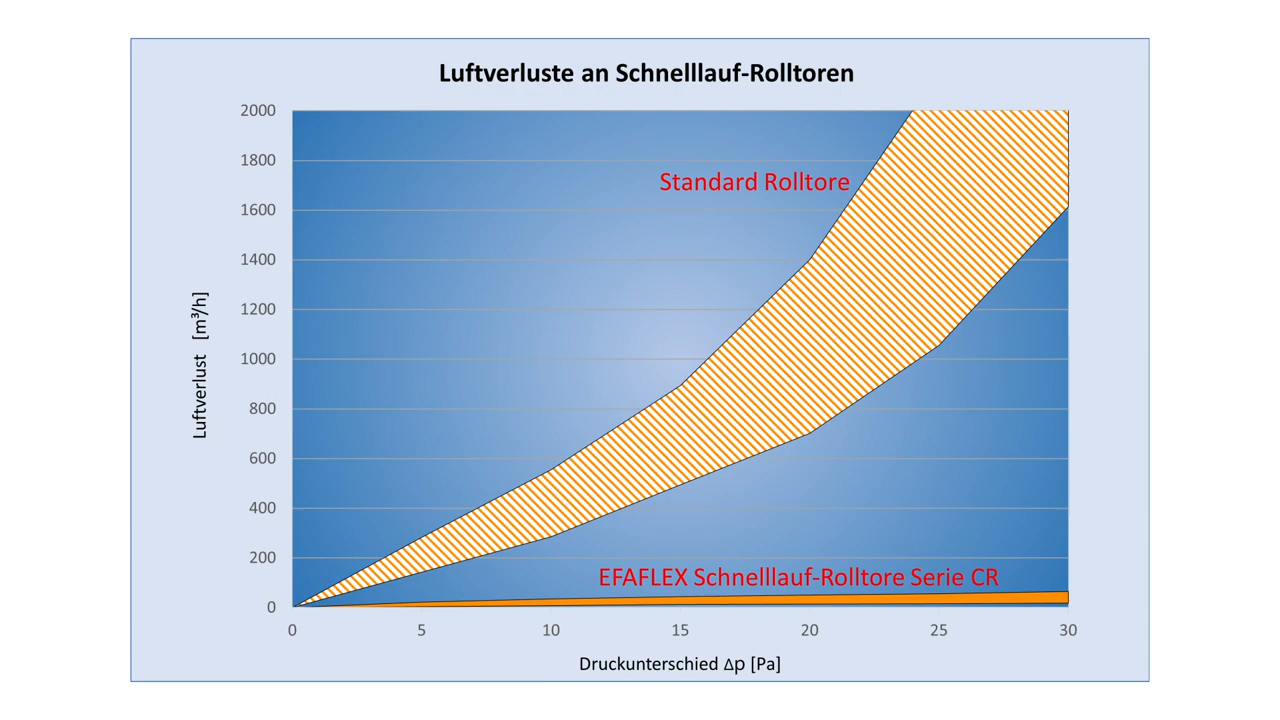 Luftverluste an Schnelllauf-Rolltoren
2000
1800
1600
1400
1200
1000
800
600
400
200
0
Luftverlust [m³/h]
Standard Rolltore
EFAFLEX Schnelllauf-Rolltore Serie CR
0 5 10 15 20 25 30
Druckunterschied Δp [Pa]